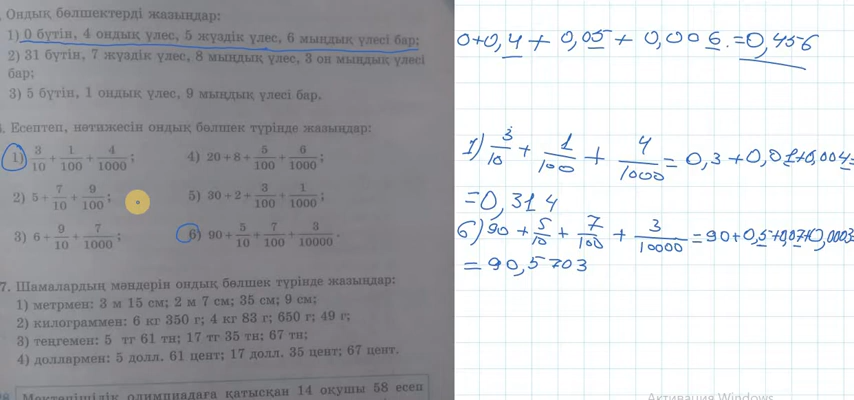 Ондық бөлшектерді жазыңдар:
1) 0 бүтін, 4 ондық үлес, 5 жүздік үлес, 6 мыңдық үлесі бар;
2) 31 бүтін, 7 жүздік үлес, 8 мыңдық үлес, 3 он мыңдық үлесі
бар;
3) 5 бүтін, 1 ондық үлес, 9 мыңдық үлесі бар.
Есептеп, нәтижесін ондық бөлшек түрінде жазыңдар:
1) 3/10 + 1/100 + 4/1000 ; 4) 20 + 8 + 5/100 + 6/1000 ;
2) 5 + 7/10 + 9/100 ; 5) 30 + 2 + 3/100 + 1/1000 ;
3) 6 + 9/10 + 7/1000 ; 6) 90 + 5/10 + 7/100 + 3/10000 .
7. Шамалардың мәндерін ондық бөлшек түрінде жазыңдар:
1) метрмен: 3 м 15 см; 2 м 7 см; 35 см; 9 см;
2) килограммен: 6 кг 350 г; 4 кг 83 г; 650 г; 49 г;
3) теңгемен: 5 тг 61 тн; 17 тг 35 тн; 67 тн;
4) доллармен: 5 долл. 61 цент; 17 долл. 35 цент; 67 цент.
Мектепішілік олимпиадаға қатысқан 14 оқушы 58 есеп
0+0,4 + 0,05 + 0,006 = 0,456
1) 3/10 + 1/100 + 4/1000 = 0,3 + 0,01 + 0,004 =
= 0,314
6) 90 + 5/10 + 7/100 + 3/10000 = 90 + 0,5 + 0,07 + 0,0003
= 90,5703
Активация Windows